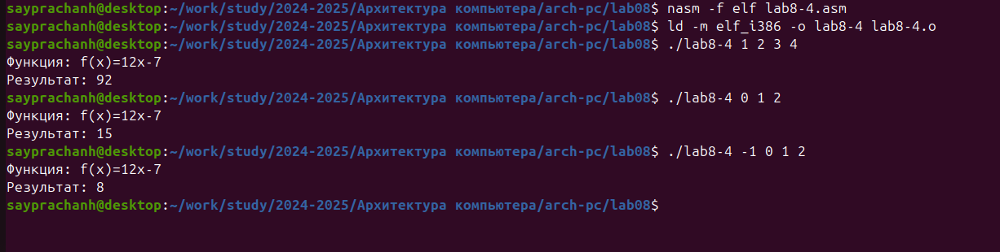 sayprachanh@desktop:~/work/study/2024-2025/Архитектура компьютера/arch-pc/lab08$ nasm -f elf lab8-4.asm
sayprachanh@desktop:~/work/study/2024-2025/Архитектура компьютера/arch-pc/lab08$ ld -m elf_i386 -o lab8-4 lab8-4.o
sayprachanh@desktop:~/work/study/2024-2025/Архитектура компьютера/arch-pc/lab08$ ./lab8-4 1 2 3 4
Функция: f(x)=12x-7
Результат: 92
sayprachanh@desktop:~/work/study/2024-2025/Архитектура компьютера/arch-pc/lab08$ ./lab8-4 0 1 2
Функция: f(x)=12x-7
Результат: 15
sayprachanh@desktop:~/work/study/2024-2025/Архитектура компьютера/arch-pc/lab08$ ./lab8-4 -1 0 1 2
Функция: f(x)=12x-7
Результат: 8
sayprachanh@desktop:~/work/study/2024-2025/Архитектура компьютера/arch-pc/lab08$